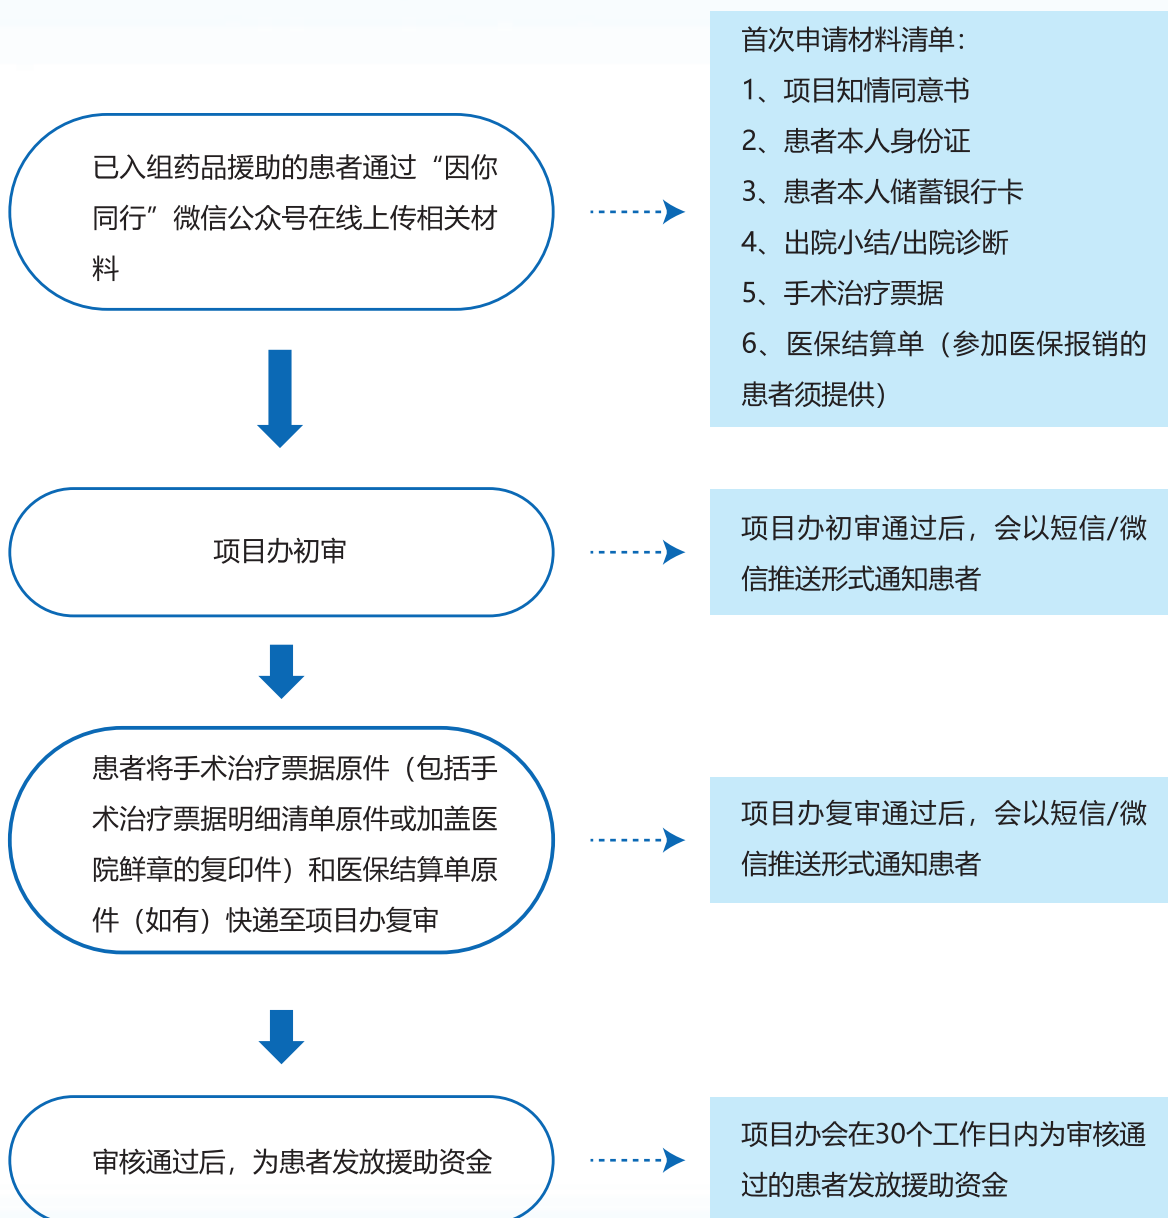 已入组药品援助的患者通过“因你
同行”微信公众号在线上传相关材
料
首次申请材料清单：
1、项目知情同意书
2、患者本人身份证
3、患者本人储蓄银行卡
4、出院小结/出院诊断
5、手术治疗票据
6、医保结算单（参加医保报销的
患者须提供）
项目办初审
项目办初审通过后，会以短信/微
信推送形式通知患者
患者将手术治疗票据原件（包括手
术治疗票据明细清单原件或加盖医
院鲜章的复印件）和医保结算单原
件（如有）快递至项目办复审
项目办复审通过后，会以短信/微
信推送形式通知患者
审核通过后，为患者发放援助资金
项目办会在30个工作日内为审核通
过的患者发放援助资金